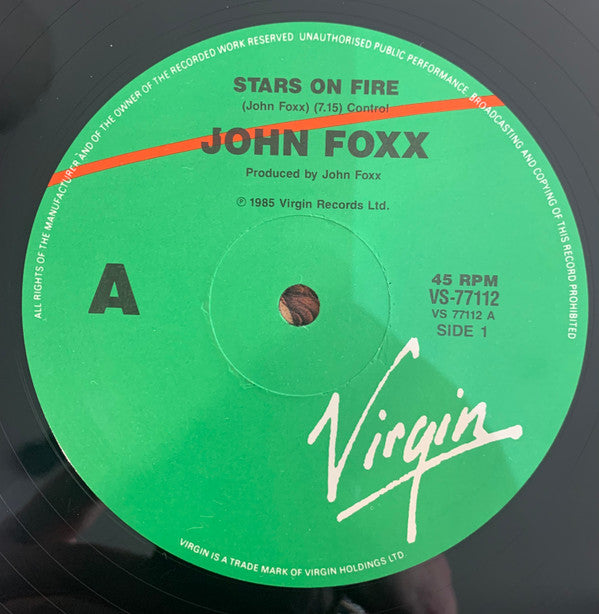 ALL RIGHTS OF THE MANUFACTURER AND OF THE OWNER OF THE RECORDED WORK RESERVED UNAUTHORISED PUBLIC PERFORMANCE, BROADCASTING AND COPYING OF THIS RECORD PROHIBITED
STARS ON FIRE
(John Foxx) (7.15) Control
JOHN FOXX
Produced by John Foxx
℗ 1985 Virgin Records Ltd.
A
45 RPM
VS-77112
VS 77112 A
SIDE 1
Virgin
VIRGIN IS A TRADE MARK OF VIRGIN HOLDINGS LTD.